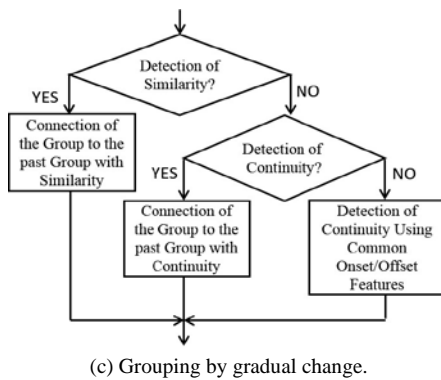 Detection of
Similarity?
YES
NO
Connection of
the Group to the
past Group with
Similarity
Detection of
Continuity?
YES
NO
Connection of
the Group to the
past Group with
Continuity
Detection of
Continuity Using
Common
Onset/Offset
Features
(c) Grouping by gradual change.